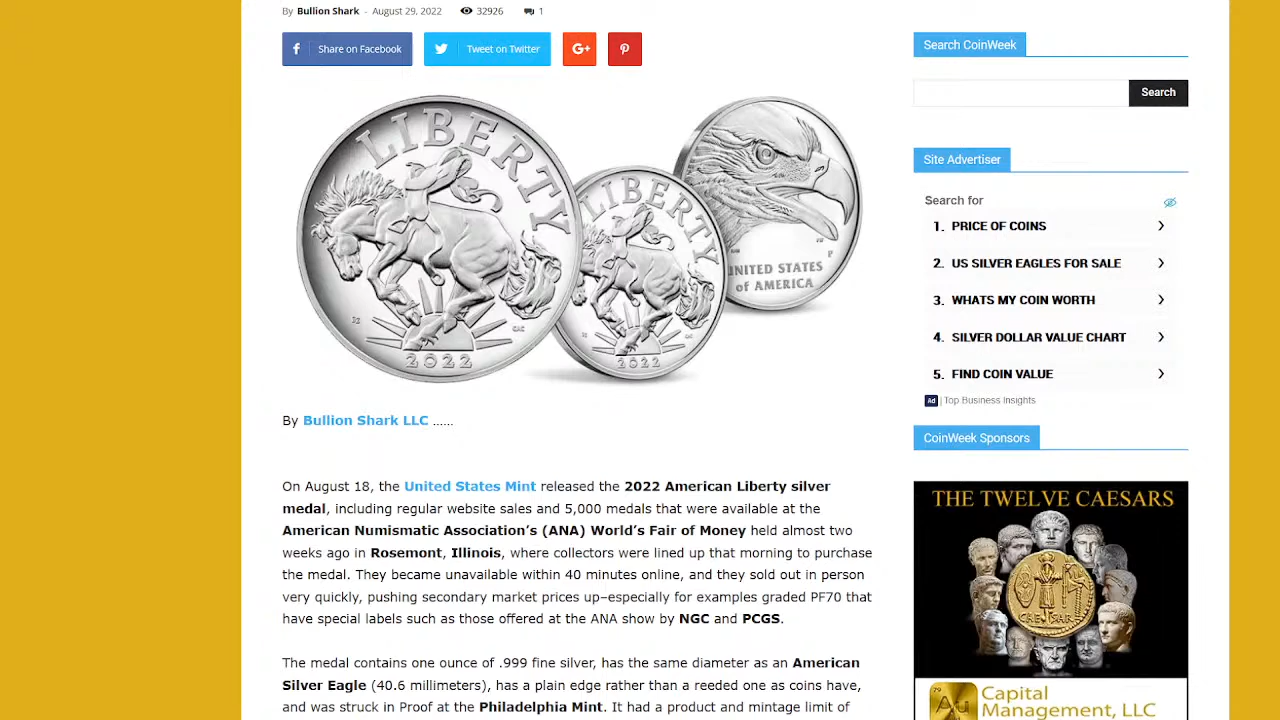 By Bullion Shark - August 29, 2022 32926 1
Share on Facebook
Tweet on Twitter
G+
LIBERTY
2022
LIBERTY
2022
UNITED STATES
of AMERICA
P
By Bullion Shark LLC ……
On August 18, the United States Mint released the 2022 American Liberty silver
medal, including regular website sales and 5,000 medals that were available at the
American Numismatic Association’s (ANA) World’s Fair of Money held almost two
weeks ago in Rosemont, Illinois, where collectors were lined up that morning to purchase
the medal. They became unavailable within 40 minutes online, and they sold out in person
very quickly, pushing secondary market prices up–especially for examples graded PF70 that
have special labels such as those offered at the ANA show by NGC and PCGS.
The medal contains one ounce of .999 fine silver, has the same diameter as an American
Silver Eagle (40.6 millimeters), has a plain edge rather than a reeded one as coins have,
and was struck in Proof at the Philadelphia Mint. It had a product and mintage limit of
Search CoinWeek
Search
Site Advertiser
Search for
1. PRICE OF COINS
2. US SILVER EAGLES FOR SALE
3. WHATS MY COIN WORTH
4. SILVER DOLLAR VALUE CHART
5. FIND COIN VALUE
Ad | Top Business Insights
CoinWeek Sponsors
THE TWELVE CAESARS
CAESAR
79
Au
Capital
Management, LLC